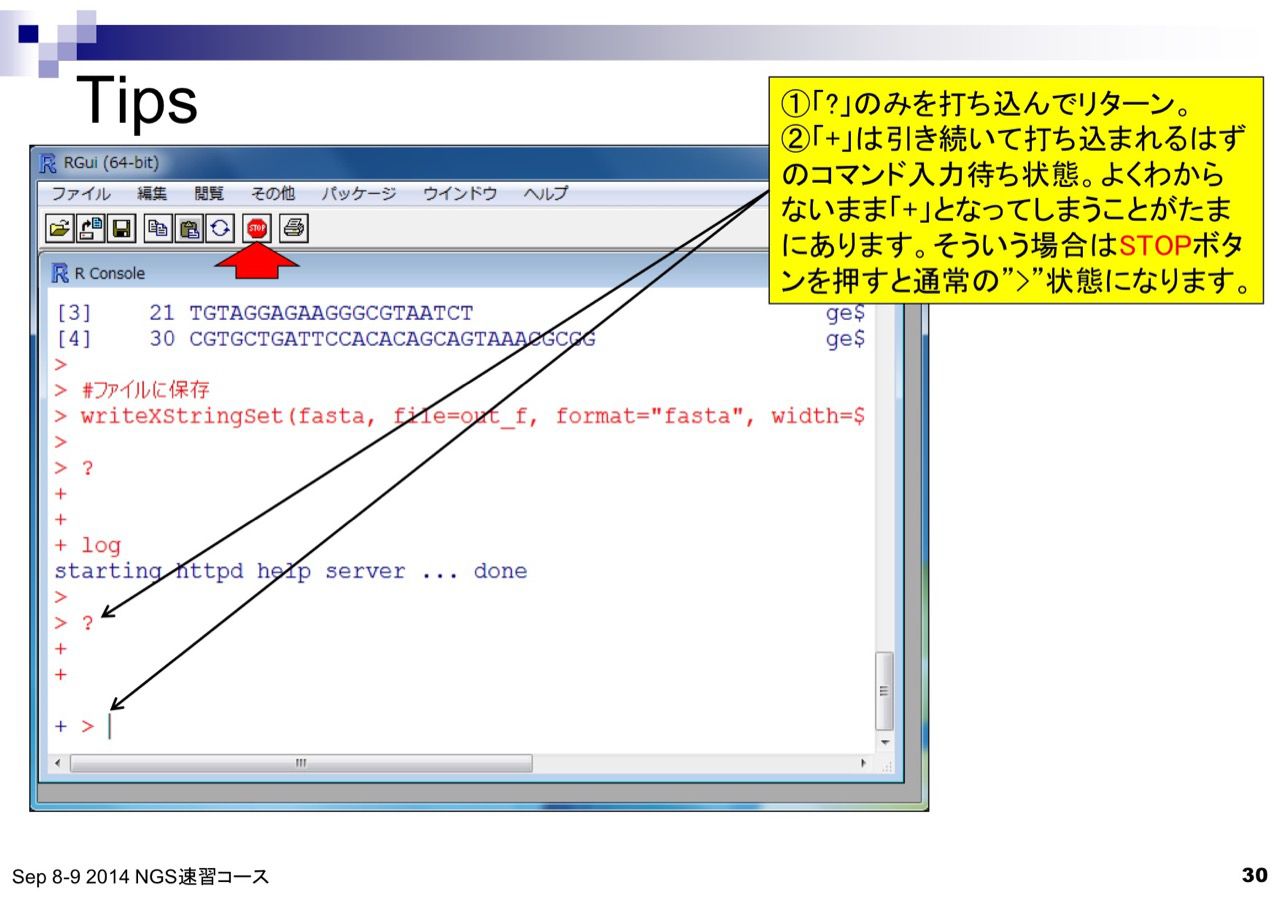 Tips
①「?」のみを打ち込んでリターン。
②「+」は引き続いて打ち込まれるはず
のコマンド入力待ち状態。よくわから
ないまま「+」となってしまうことがたま
にあります。そういう場合はSTOPボタ
ンを押すと通常の”>”状態になります。
RGui (64-bit)
ファイル 編集 閲覧 その他 パッケージ ウインドウ ヘルプ
STOP
R Console
[3] 21 TGTAGGAGAAGGGCGTAATCT ge$
[4] 30 CGTGCTGATTCCACACAGCAGTAAACGCGG ge$
>
> #ファイルに保存
> writeXStringSet(fasta, file=out_f, format="fasta", width=$
>
> ?
+
+
+ log
starting httpd help server ... done
>
> ?
+
+
+ >
Sep 8-9 2014 NGS速習コース
30